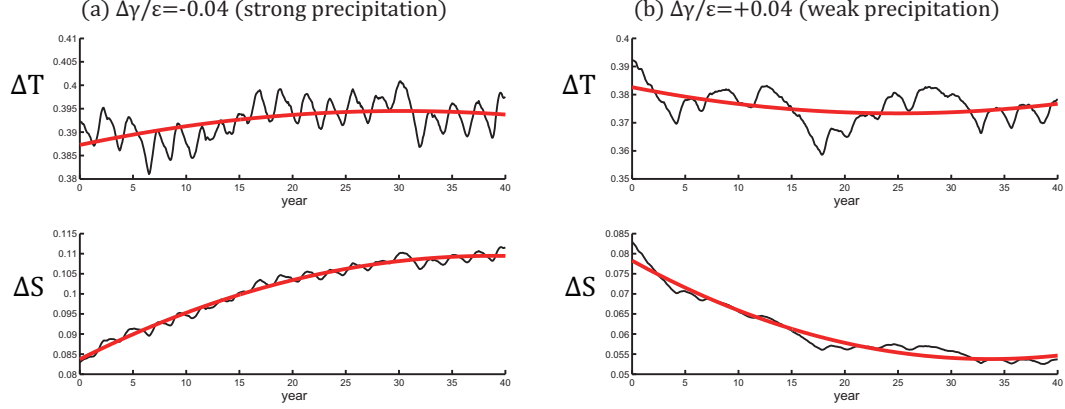 (a) Δγ/ε=-0.04 (strong precipitation)
(b) Δγ/ε=+0.04 (weak precipitation)
ΔT
0.41
0.405
0.4
0.395
0.39
0.385
0.38
0 5 10 15 20 25 30 35 40
year
ΔT
0.4
0.39
0.38
0.37
0.36
0.35
0 5 10 15 20 25 30 35 40
year
ΔS
0.115
0.11
0.105
0.1
0.095
0.09
0.085
0.08
0 5 10 15 20 25 30 35 40
year
ΔS
0.085
0.08
0.075
0.07
0.065
0.06
0.055
0.05
0 5 10 15 20 25 30 35 40
year